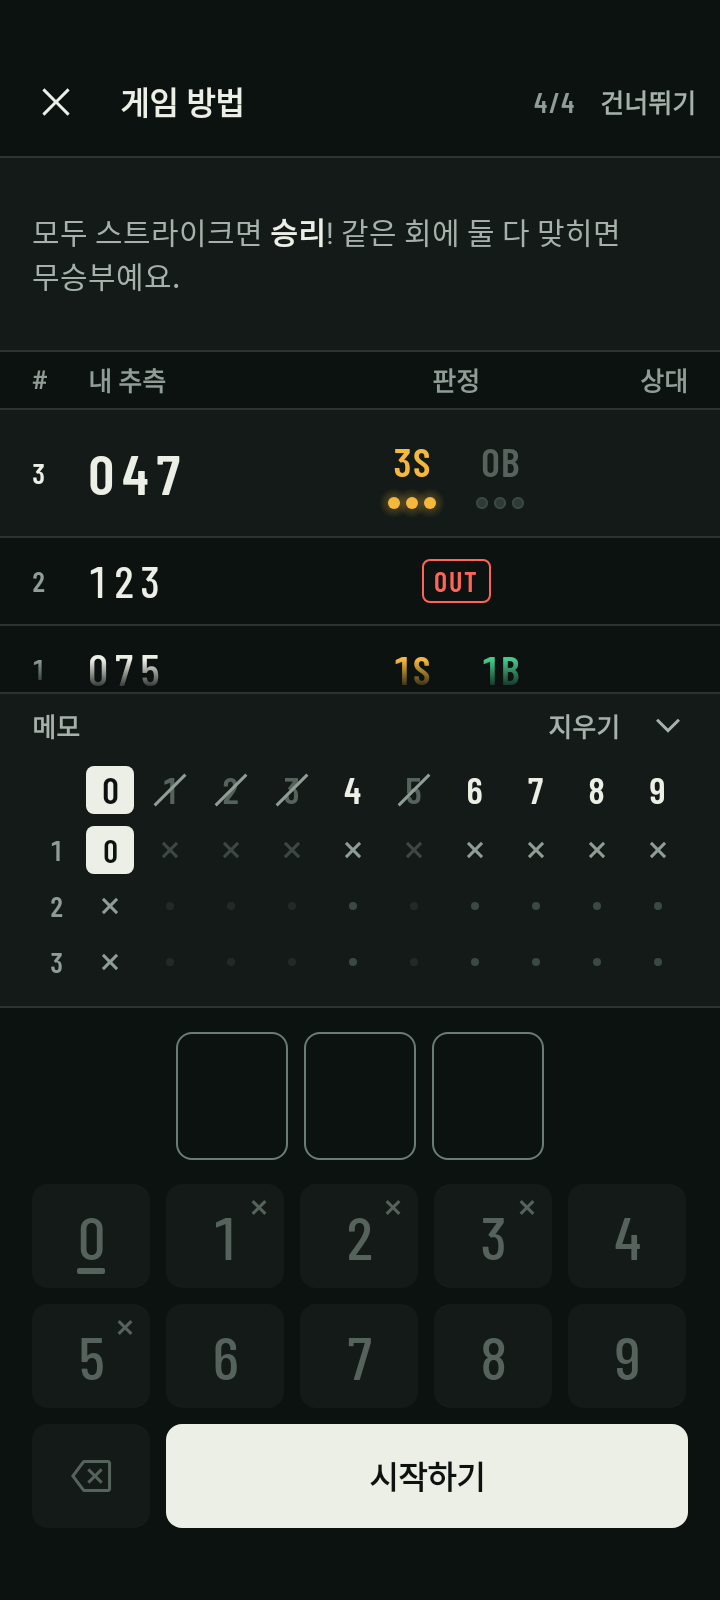 게임 방법 4/4 건너뛰기
모두 스트라이크면 승리! 같은 회에 둘 다 맞히면
무승부예요.
# 내 추측 판정 상대
3 047 3S 0B
2 123 OUT
1 075 1S 1B
메모 지우기
0 1 2 3 4 5 6 7 8 9
1 0 × × × × × × × × ×
2 ×
3 ×
0 1 × 2 × 3 × 4
5 × 6 7 8 9
시작하기